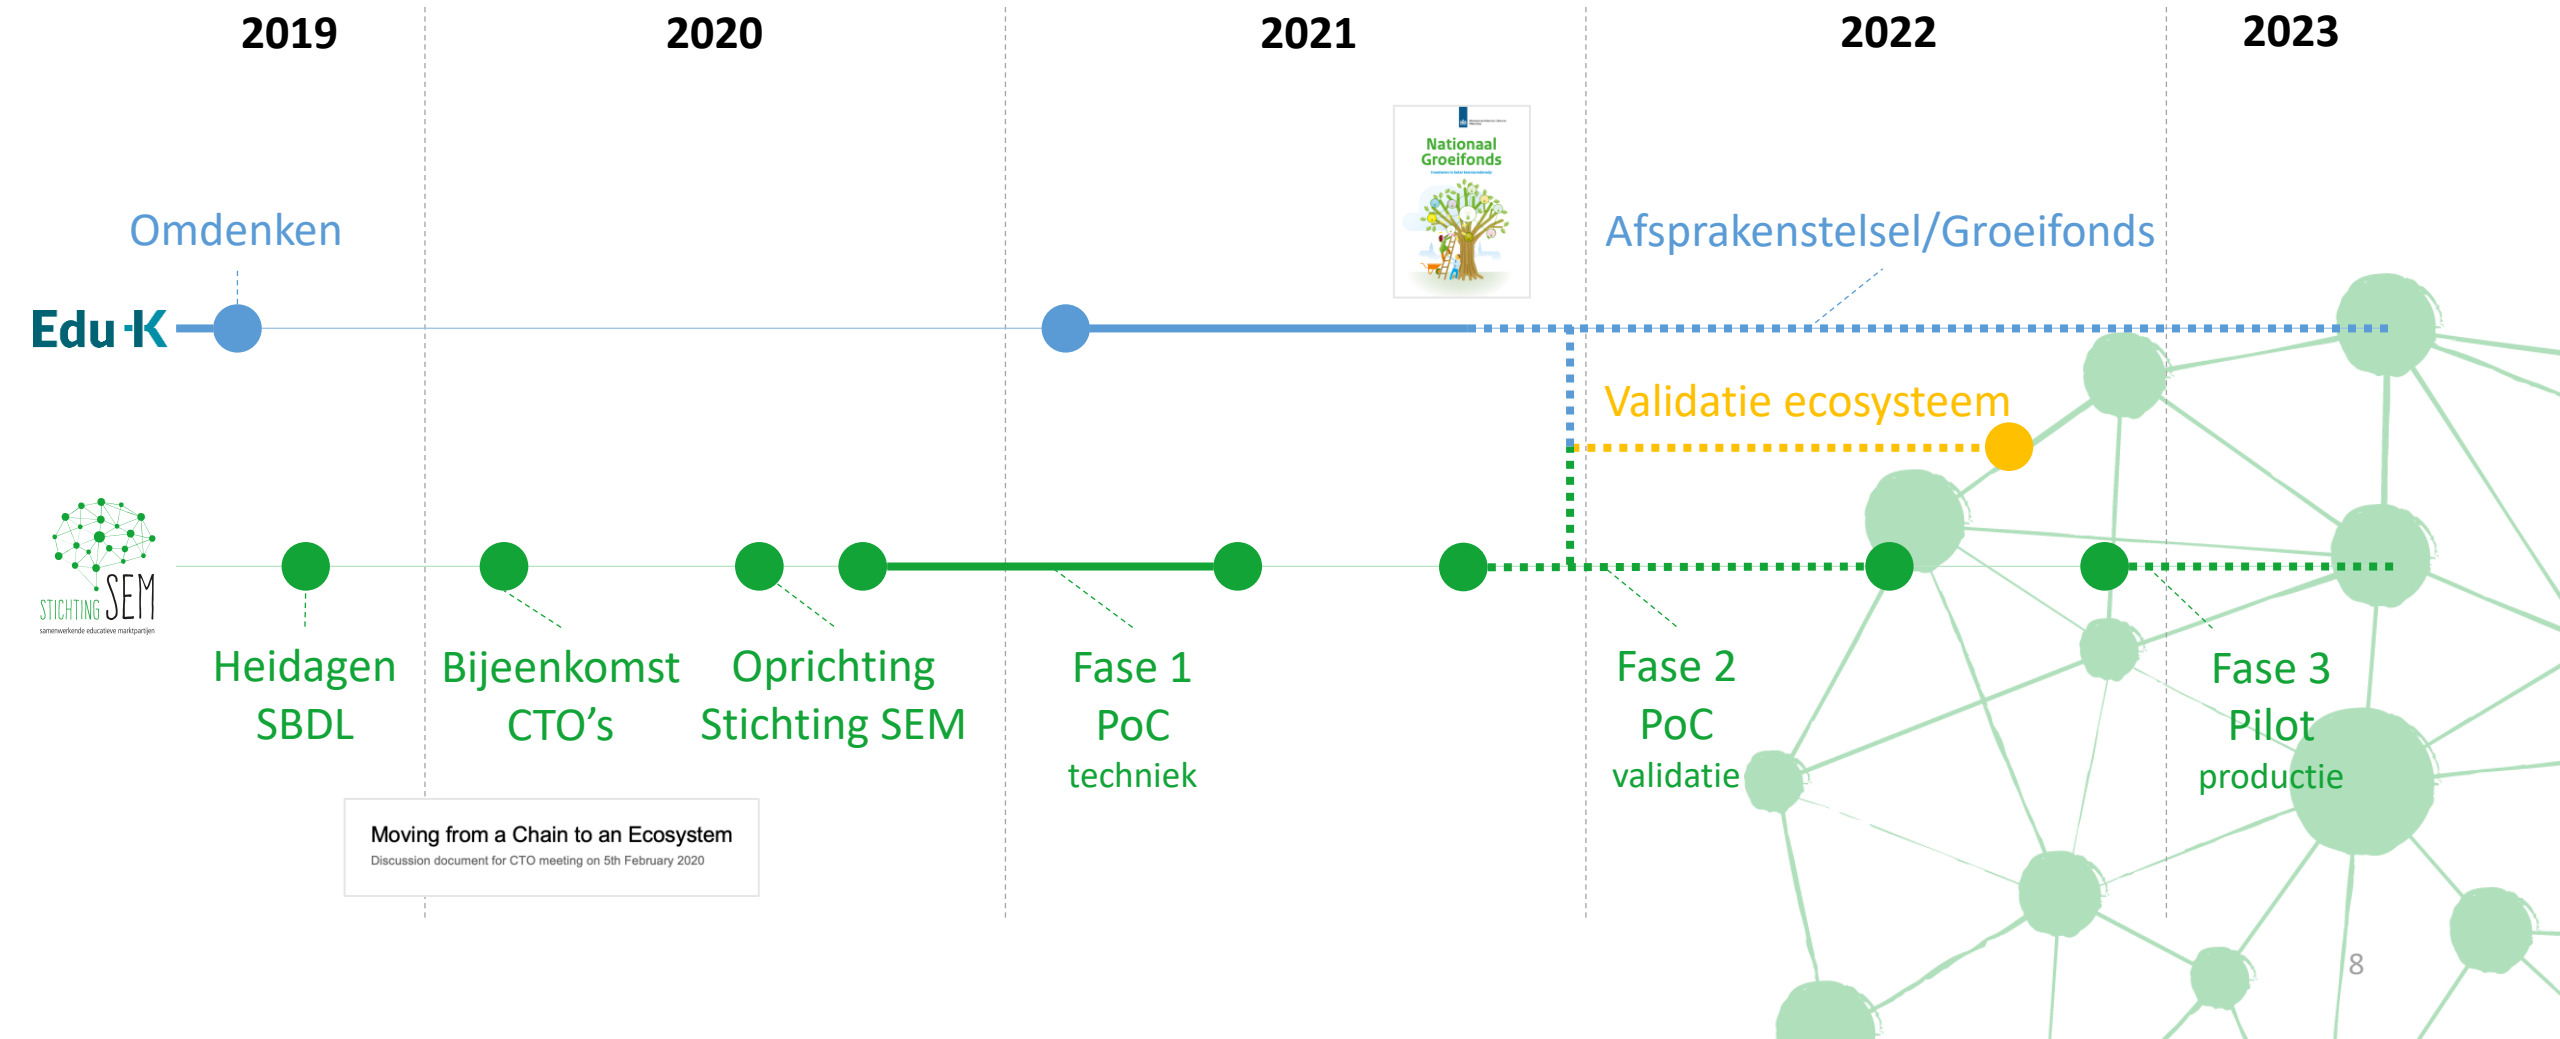 2019
2020
2021
2022
2023
Nationaal
Groeifonds
Omdenken
Afsprakenstelsel/Groeifonds
Edu-K
Validatie ecosysteem
STICHTING SEM
samenwerkende educatieve marktpartijen
Heidagen
SBDL
Bijeenkomst
CTO’s
Oprichting
Stichting SEM
Fase 1
PoC
techniek
Fase 2
PoC
validatie
Fase 3
Pilot
productie
Moving from a Chain to an Ecosystem
Discussion document for CTO meeting on 5th February 2020
8